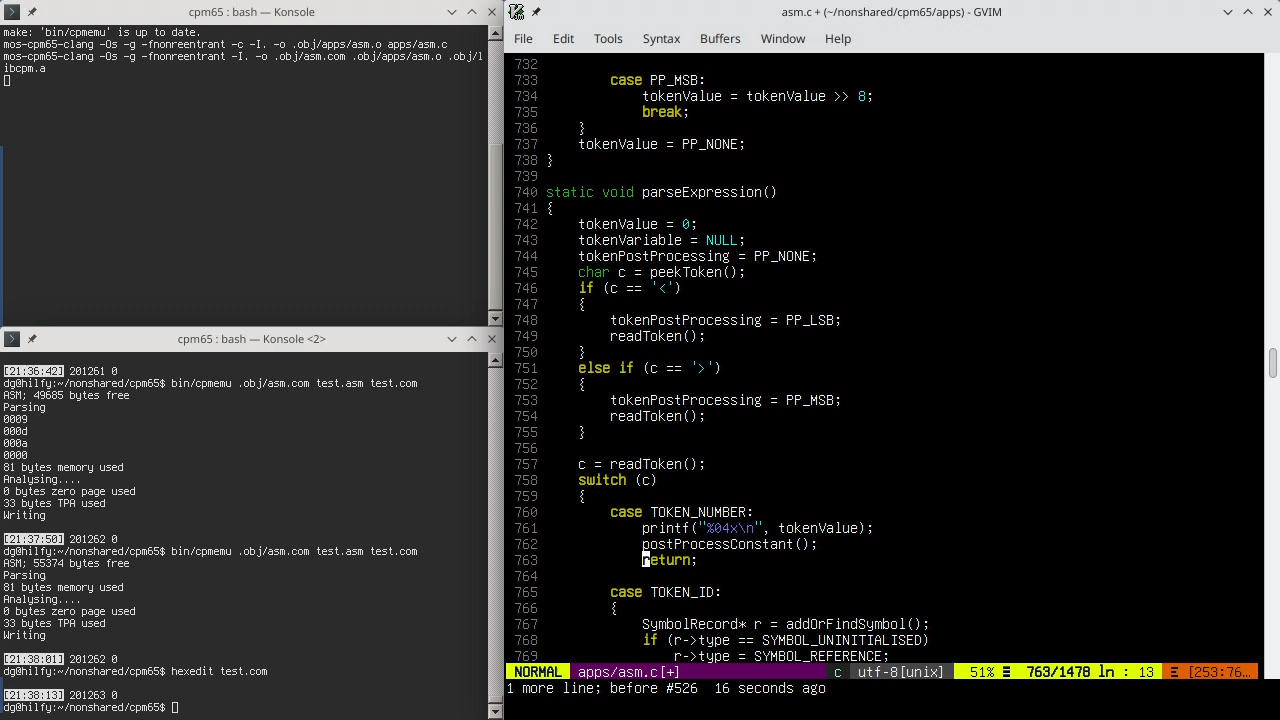 cpm65 : bash — Konsole
make: 'bin/cpmemu' is up to date.
mos-cpm65-clang -Os -g -fnonreentrant -c -I. -o .obj/apps/asm.o apps/asm.c
mos-cpm65-clang -Os -g -fnonreentrant -I. -o .obj/asm.com .obj/apps/asm.o .obj/l
ibcpm.a
cpm65 : bash — Konsole <2>
[21:36:42] 201261 0
dg@hilfy:~/nonshared/cpm65$ bin/cpmemu .obj/asm.com test.asm test.com
ASM; 49685 bytes free
Parsing
0009
000d
000a
0000
81 bytes memory used
Analysing....
0 bytes zero page used
33 bytes TPA used
Writing
[21:37:50] 201262 0
dg@hilfy:~/nonshared/cpm65$ bin/cpmemu .obj/asm.com test.asm test.com
ASM; 55374 bytes free
Parsing
81 bytes memory used
Analysing....
0 bytes zero page used
33 bytes TPA used
Writing
[21:38:01] 201262 0
dg@hilfy:~/nonshared/cpm65$ hexedit test.com
[21:38:13] 201263 0
dg@hilfy:~/nonshared/cpm65$
asm.c + (~/nonshared/cpm65/apps) - GVIM
File Edit Tools Syntax Buffers Window Help
732
733         case PP_MSB:
734             tokenValue = tokenValue >> 8;
735             break;
736     }
737     tokenValue = PP_NONE;
738 }
739
740 static void parseExpression()
741 {
742     tokenValue = 0;
743     tokenVariable = NULL;
744     tokenPostProcessing = PP_NONE;
745     char c = peekToken();
746     if (c == '<')
747     {
748         tokenPostProcessing = PP_LSB;
749         readToken();
750     }
751     else if (c == '>')
752     {
753         tokenPostProcessing = PP_MSB;
754         readToken();
755     }
756
757     c = readToken();
758     switch (c)
759     {
760         case TOKEN_NUMBER:
761             printf("%04x\n", tokenValue);
762             postProcessConstant();
763             return;
764
765         case TOKEN_ID:
766         {
767             SymbolRecord* r = addOrFindSymbol();
768             if (r->type == SYMBOL_UNINITIALISED)
769                 r->type = SYMBOL_REFERENCE;
NORMAL apps/asm.c[+] c utf-8[unix] 51% ☰ 763/1478 ln : 13 Ξ [253:76…
1 more line; before #526  16 seconds ago